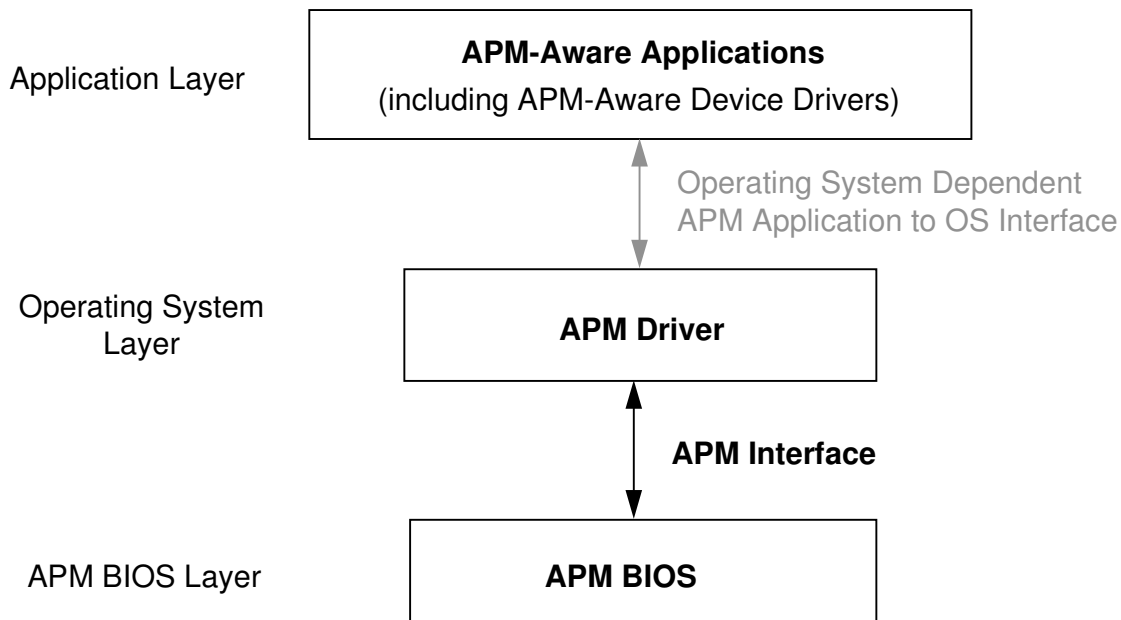 APM-Aware Applications
Application Layer
(including APM-Aware Device Drivers)
Operating System Dependent
APM Application to OS Interface
Operating System
Layer
APM Driver
APM Interface
APM BIOS Layer
APM BIOS